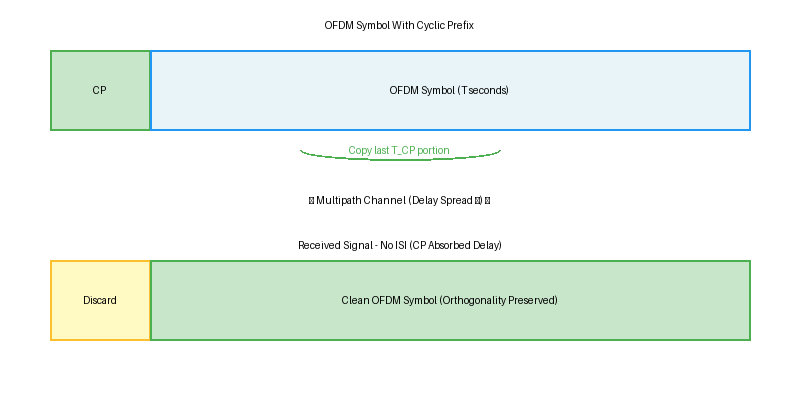 OFDM Symbol With Cyclic Prefix
CP
OFDM Symbol (T seconds)
Copy last T_CP portion
Multipath Channel (Delay Spread )
Received Signal - No ISI (CP Absorbed Delay)
Discard
Clean OFDM Symbol (Orthogonality Preserved)